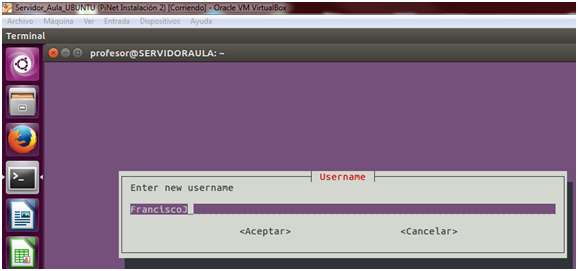 Servidor_Aula_UBUNTU (PiNet Instalación 2) [Corriendo] - Oracle VM VirtualBox
Archivo Máquina Ver Entrada Dispositivos Ayuda
Terminal
profesor@SERVIDORAULA: ~
Username
Enter new username
FranciscoJ
<Aceptar> <Cancelar>